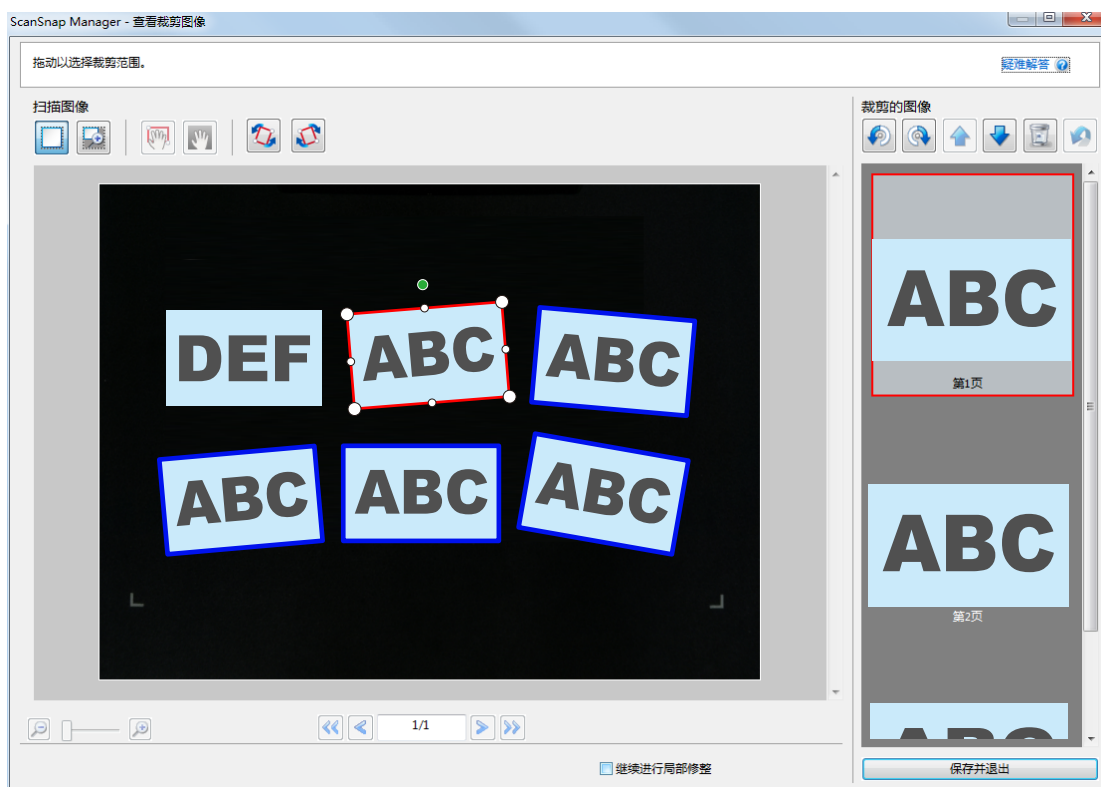 ScanSnap Manager - 查看裁剪图像
拖动以选择裁剪范围。
疑难解答
扫描图像
裁剪的图像
DEF
ABC
ABC
ABC
ABC
ABC
ABC
第1页
ABC
第2页
ABC
1/1
继续进行局部修整
保存并退出